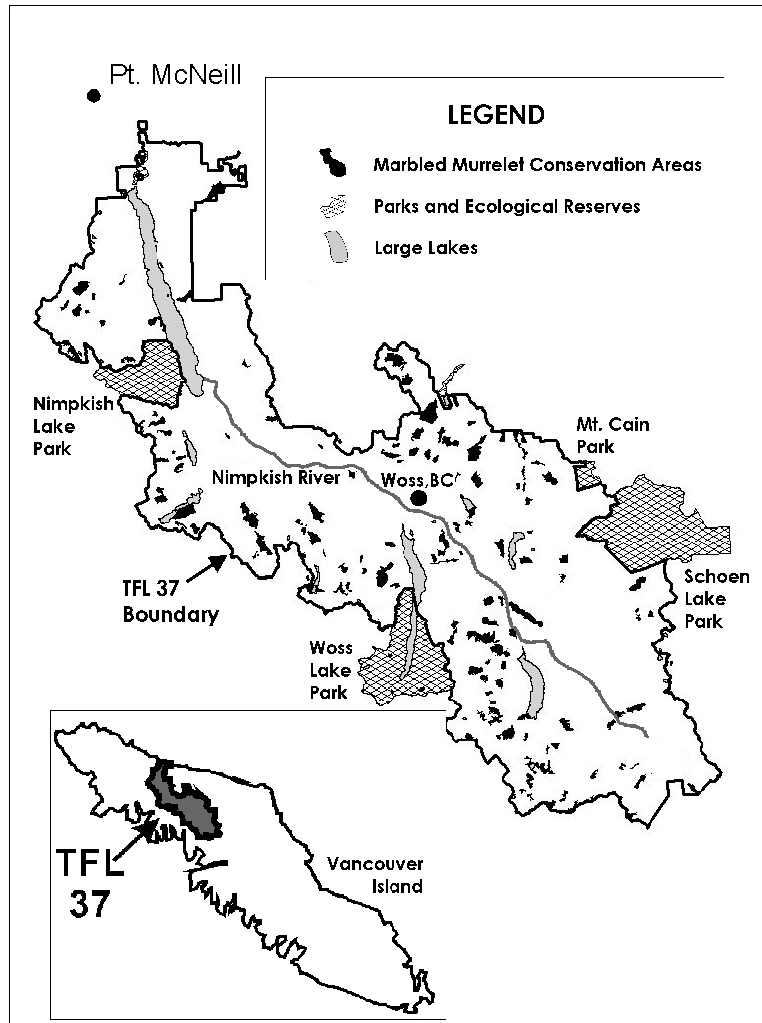 Pt. McNeill
LEGEND
Marbled Murrelet Conservation Areas
Parks and Ecological Reserves
Large Lakes
Nimpkish
Lake
Park
Mt. Cain
Park
Nimpkish River
Woss,BC
TFL 37
Boundary
Schoen
Lake
Park
Woss
Lake
Park
TFL
37
Vancouver
Island